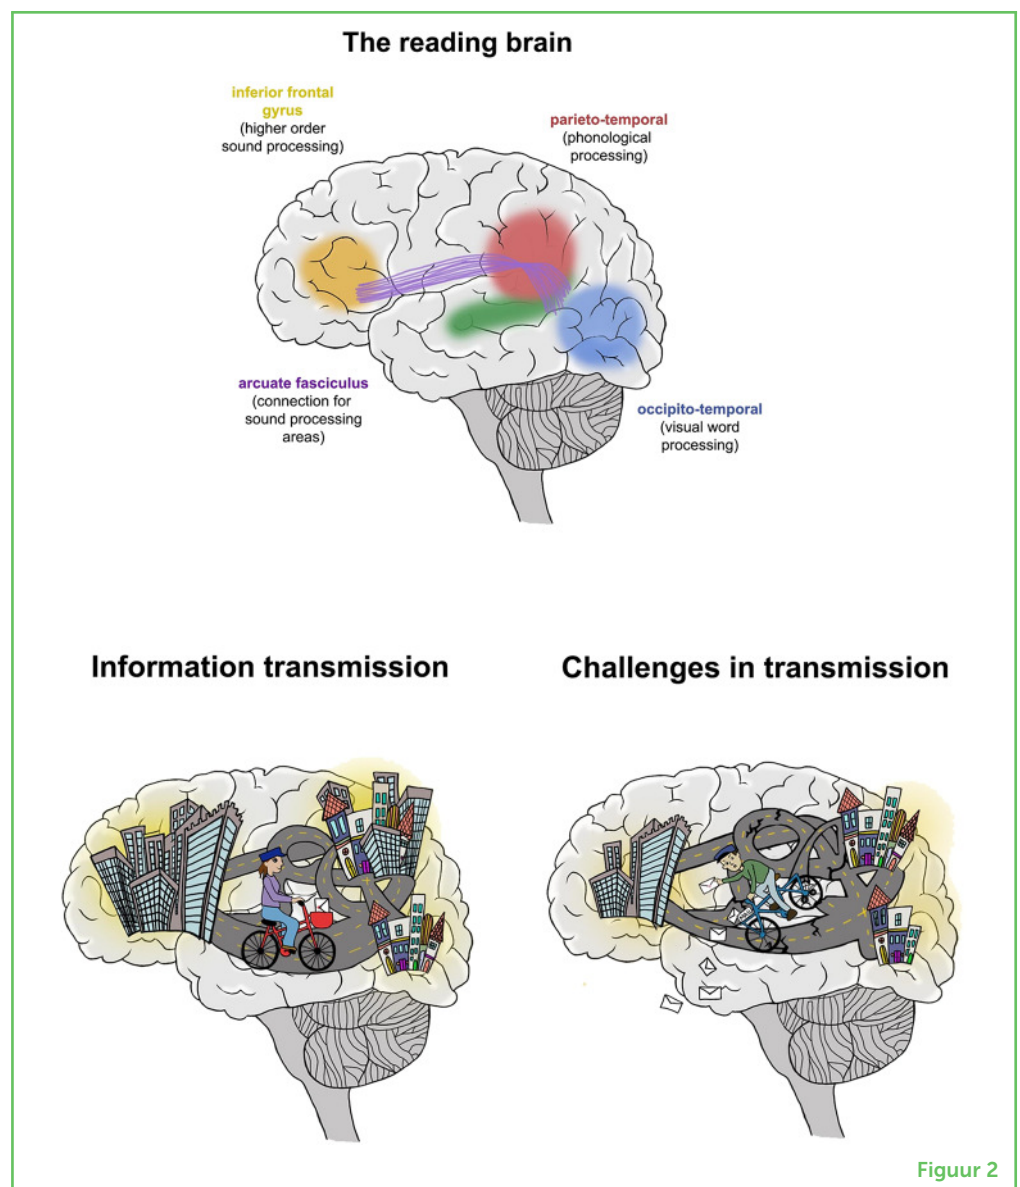 The reading brain
inferior frontal
gyrus
(higher order
sound processing)
parieto-temporal
(phonological
processing)
arcuate fasciculus
(connection for
sound processing
areas)
occipito-temporal
(visual word
processing)
Information transmission
Challenges in transmission
Figuur 2